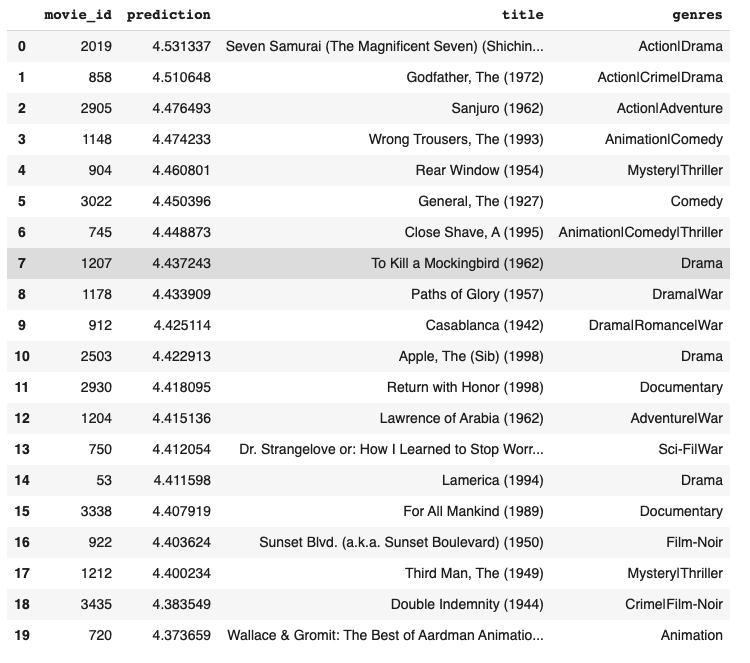 movie_id prediction title genres
0 2019 4.531337 Seven Samurai (The Magnificent Seven) (Shichin... Action|Drama
1 858 4.510648 Godfather, The (1972) Action|Crime|Drama
2 2905 4.476493 Sanjuro (1962) Action|Adventure
3 1148 4.474233 Wrong Trousers, The (1993) Animation|Comedy
4 904 4.460801 Rear Window (1954) Mystery|Thriller
5 3022 4.450396 General, The (1927) Comedy
6 745 4.448873 Close Shave, A (1995) Animation|Comedy|Thriller
7 1207 4.437243 To Kill a Mockingbird (1962) Drama
8 1178 4.433909 Paths of Glory (1957) Drama|War
9 912 4.425114 Casablanca (1942) Drama|Romance|War
10 2503 4.422913 Apple, The (Sib) (1998) Drama
11 2930 4.418095 Return with Honor (1998) Documentary
12 1204 4.415136 Lawrence of Arabia (1962) Adventure|War
13 750 4.412054 Dr. Strangelove or: How I Learned to Stop Worr... Sci-Fi|War
14 53 4.411598 Lamerica (1994) Drama
15 3338 4.407919 For All Mankind (1989) Documentary
16 922 4.403624 Sunset Blvd. (a.k.a. Sunset Boulevard) (1950) Film-Noir
17 1212 4.400234 Third Man, The (1949) Mystery|Thriller
18 3435 4.383549 Double Indemnity (1944) Crime|Film-Noir
19 720 4.373659 Wallace & Gromit: The Best of Aardman Animatio... Animation